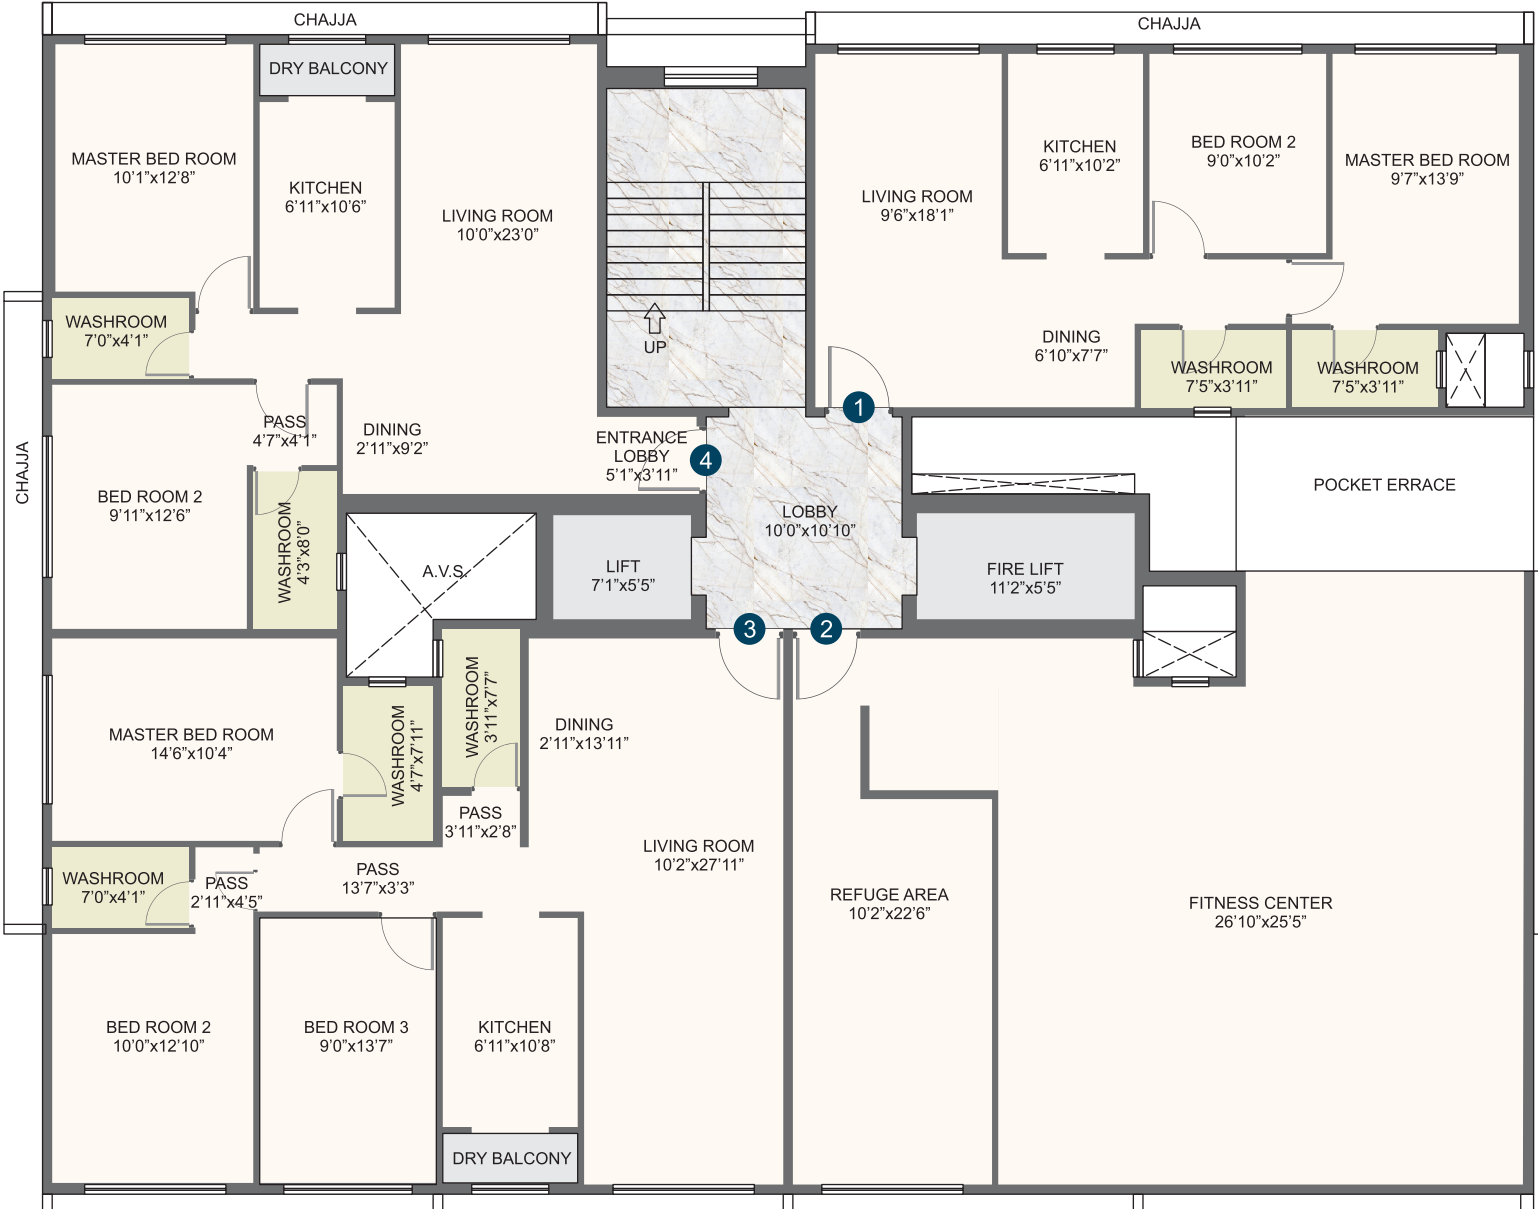 CHAJJA
CHAJJA
DRY BALCONY
MASTER BED ROOM
10'1"x12'8"
KITCHEN
6'11"x10'6"
LIVING ROOM
10'0"x23'0"
LIVING ROOM
9'6"x18'1"
KITCHEN
6'11"x10'2"
BED ROOM 2
9'0"x10'2"
MASTER BED ROOM
9'7"x13'9"
WASHROOM
7'0"x4'1"
UP
DINING
6'10"x7'7"
WASHROOM
7'5"x3'11"
WASHROOM
7'5"x3'11"
1
PASS
4'7"x4'1"
DINING
2'11"x9'2"
ENTRANCE
LOBBY
5'1"x3'11"
4
CHAJJA
BED ROOM 2
9'11"x12'6"
WASHROOM
4'3"x8'0"
A.V.S.
LIFT
7'1"x5'5"
LOBBY
10'0"x10'10"
FIRE LIFT
11'2"x5'5"
POCKET ERRACE
3
2
MASTER BED ROOM
14'6"x10'4"
WASHROOM
4'7"x7'11"
WASHROOM
3'11"x7'7"
DINING
2'11"x13'11"
PASS
3'11"x2'8"
LIVING ROOM
10'2"x27'11"
WASHROOM
7'0"x4'1"
PASS
2'11"x4'5"
PASS
13'7"x3'3"
REFUGE AREA
10'2"x22'6"
FITNESS CENTER
26'10"x25'5"
BED ROOM 2
10'0"x12'10"
BED ROOM 3
9'0"x13'7"
KITCHEN
6'11"x10'8"
DRY BALCONY